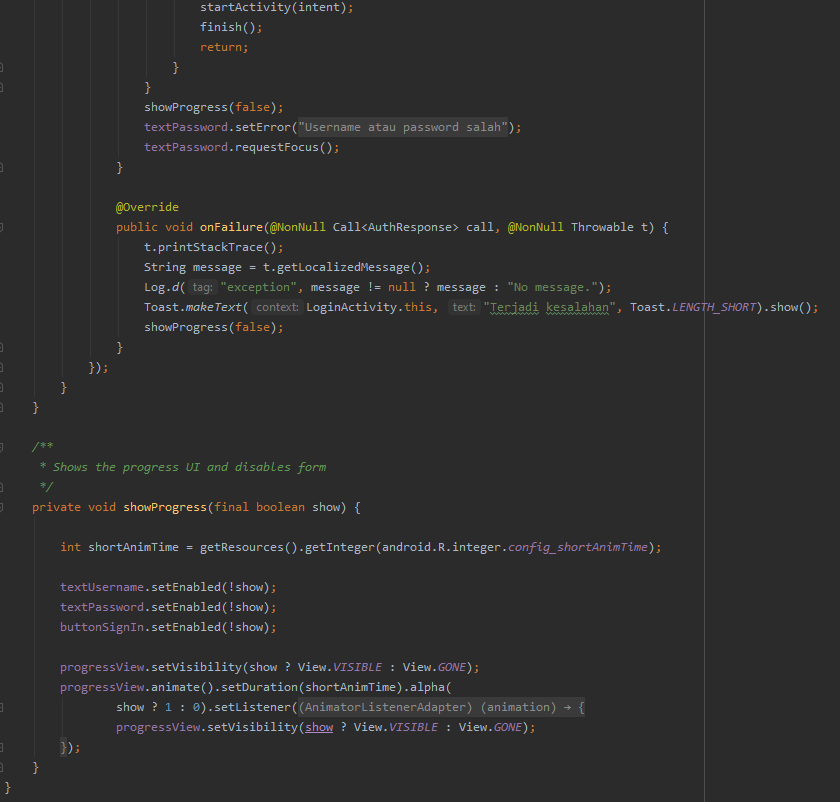 startActivity(intent);
finish();
return;
}
}
showProgress(false);
textPassword.setError("Username atau password salah");
textPassword.requestFocus();
}
@Override
public void onFailure(@NonNull Call<AuthResponse> call, @NonNull Throwable t) {
t.printStackTrace();
String message = t.getLocalizedMessage();
Log.d( tag: "exception", message != null ? message : "No message.");
Toast.makeText( context: LoginActivity.this, text: "Terjadi kesalahan", Toast.LENGTH_SHORT).show();
showProgress(false);
}
});
}
}
/**
* Shows the progress UI and disables form
*/
private void showProgress(final boolean show) {
int shortAnimTime = getResources().getInteger(android.R.integer.config_shortAnimTime);
textUsername.setEnabled(!show);
textPassword.setEnabled(!show);
buttonSignIn.setEnabled(!show);
progressView.setVisibility(show ? View.VISIBLE : View.GONE);
progressView.animate().setDuration(shortAnimTime).alpha(
show ? 1 : 0).setListener((AnimatorListenerAdapter) (animation) → {
progressView.setVisibility(show ? View.VISIBLE : View.GONE);
});
}
}